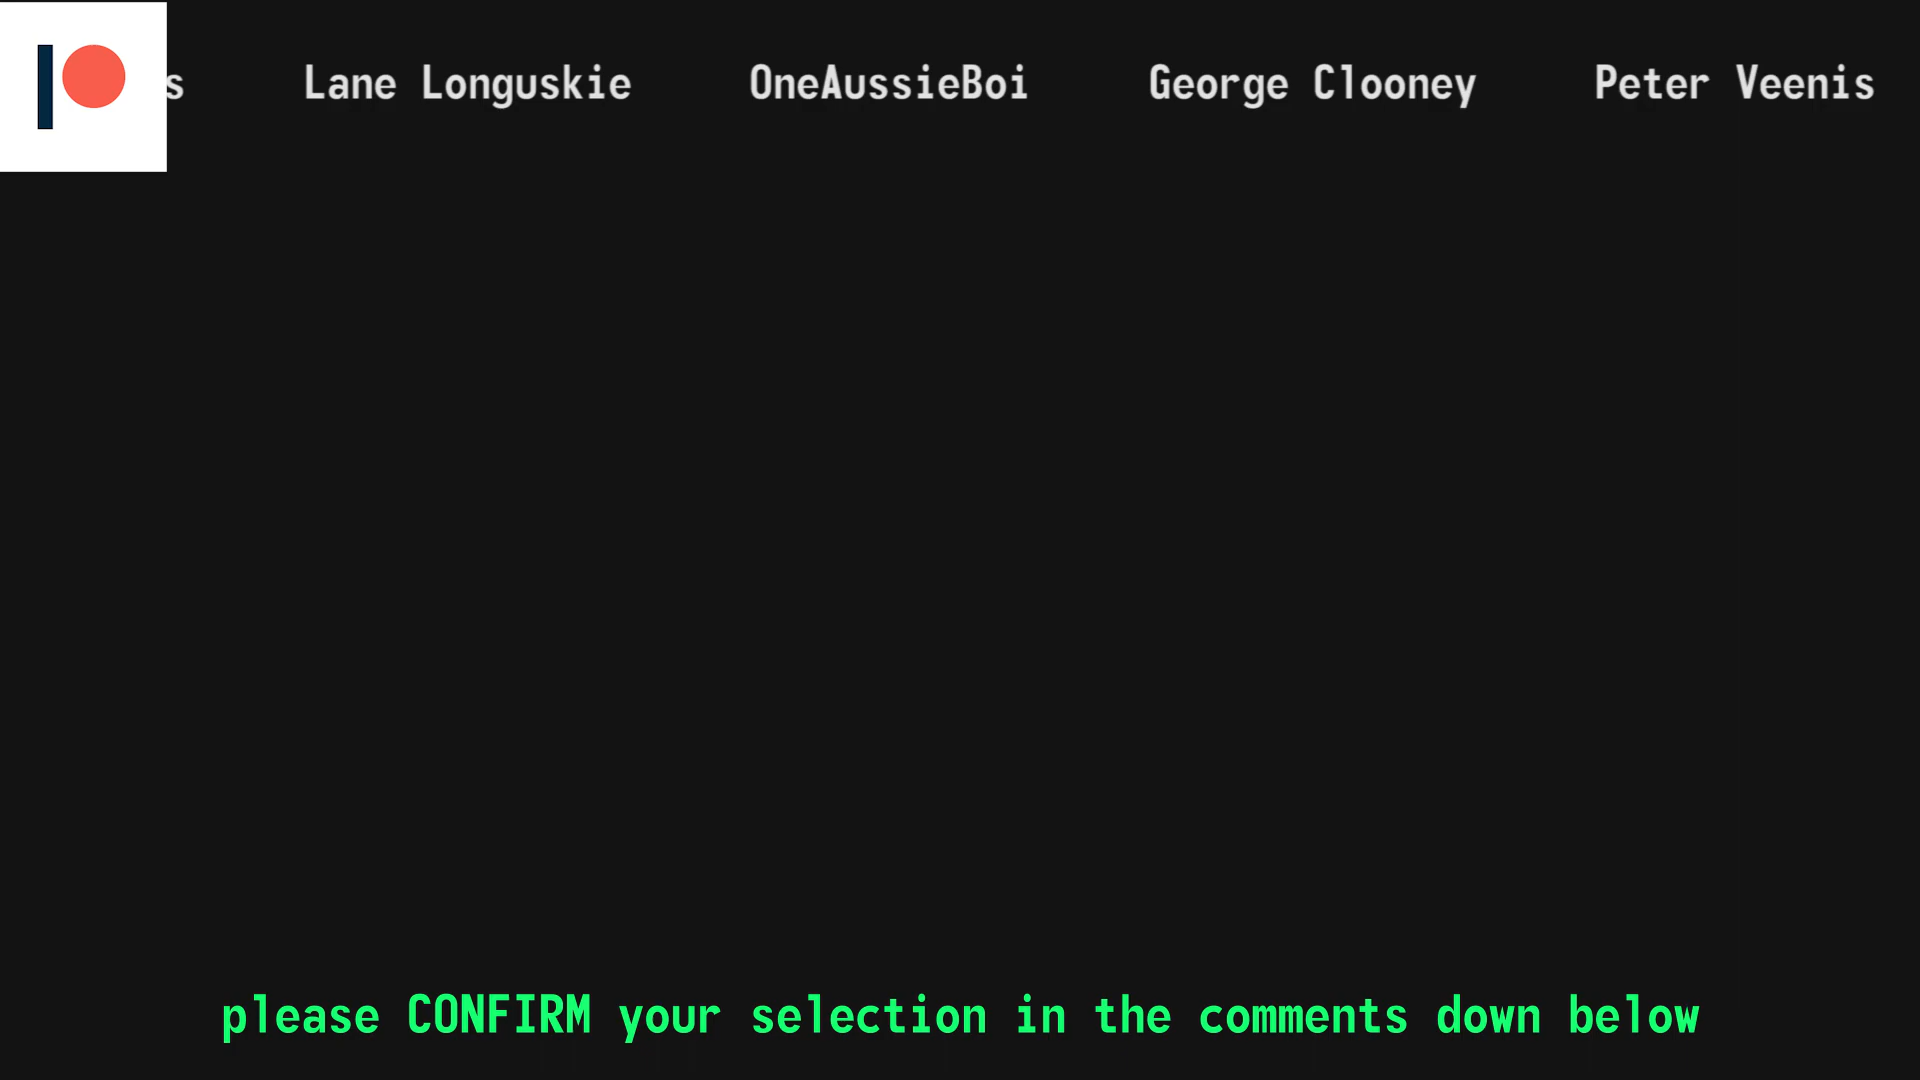 s Lane Longuskie OneAussieBoi George Clooney Peter Veenis
please CONFIRM your selection in the comments down below